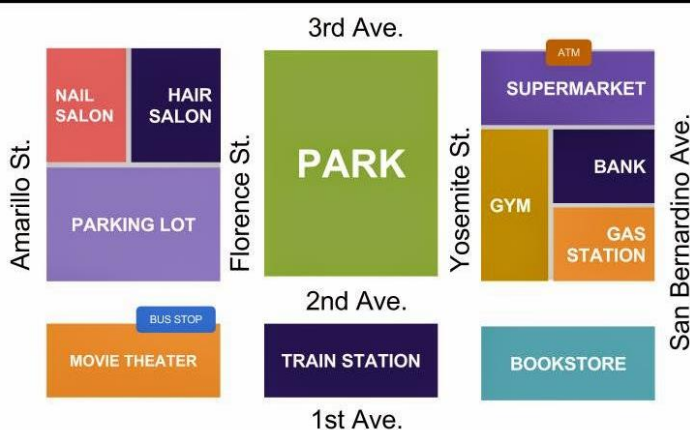 3rd Ave.
ATM
NAIL
SALON
HAIR
SALON
PARK
SUPERMARKET
Amarillo St.
Florence St.
Yosemite St.
San Bernardino Ave.
PARKING LOT
GYM
BANK
GAS
STATION
2nd Ave.
BUS STOP
MOVIE THEATER
TRAIN STATION
BOOKSTORE
1st Ave.